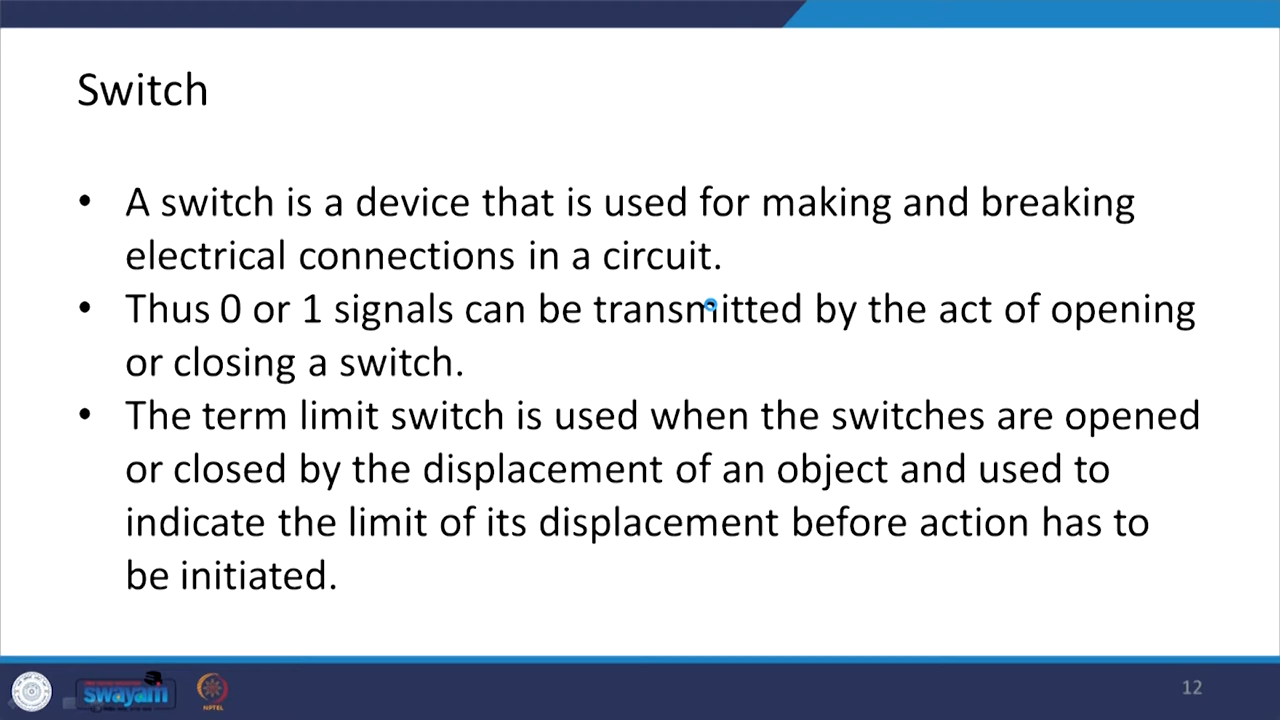 Switch
• A switch is a device that is used for making and breaking
electrical connections in a circuit.
• Thus 0 or 1 signals can be transmitted by the act of opening
or closing a switch.
• The term limit switch is used when the switches are opened
or closed by the displacement of an object and used to
indicate the limit of its displacement before action has to
be initiated.
swayam
NPTEL
12